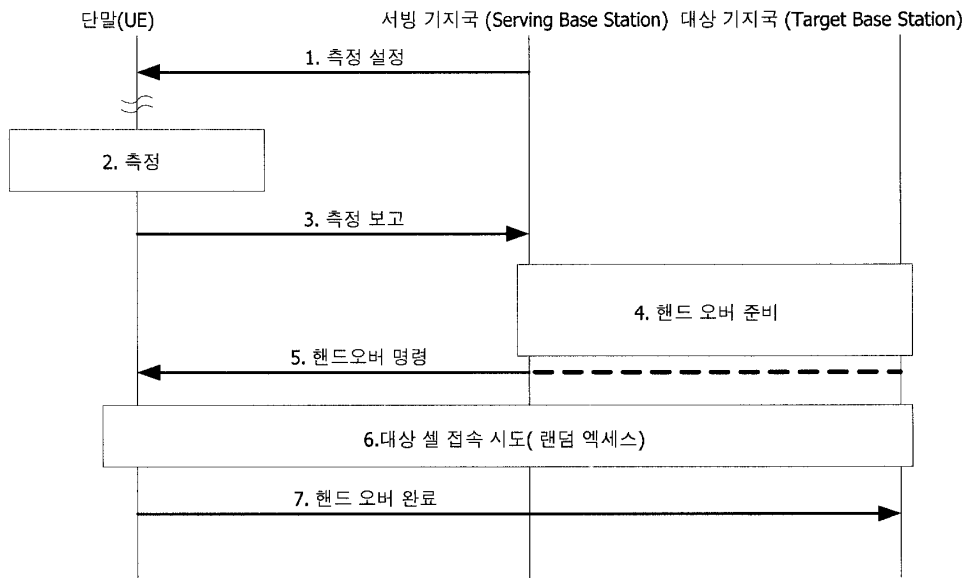 단말(UE) 서빙 기지국 (Serving Base Station) 대상 기지국 (Target Base Station)
1. 측정 설정
2. 측정
3. 측정 보고
4. 핸드 오버 준비
5. 핸드오버 명령
6.대상 셀 접속 시도( 랜덤 엑세스)
7. 핸드 오버 완료